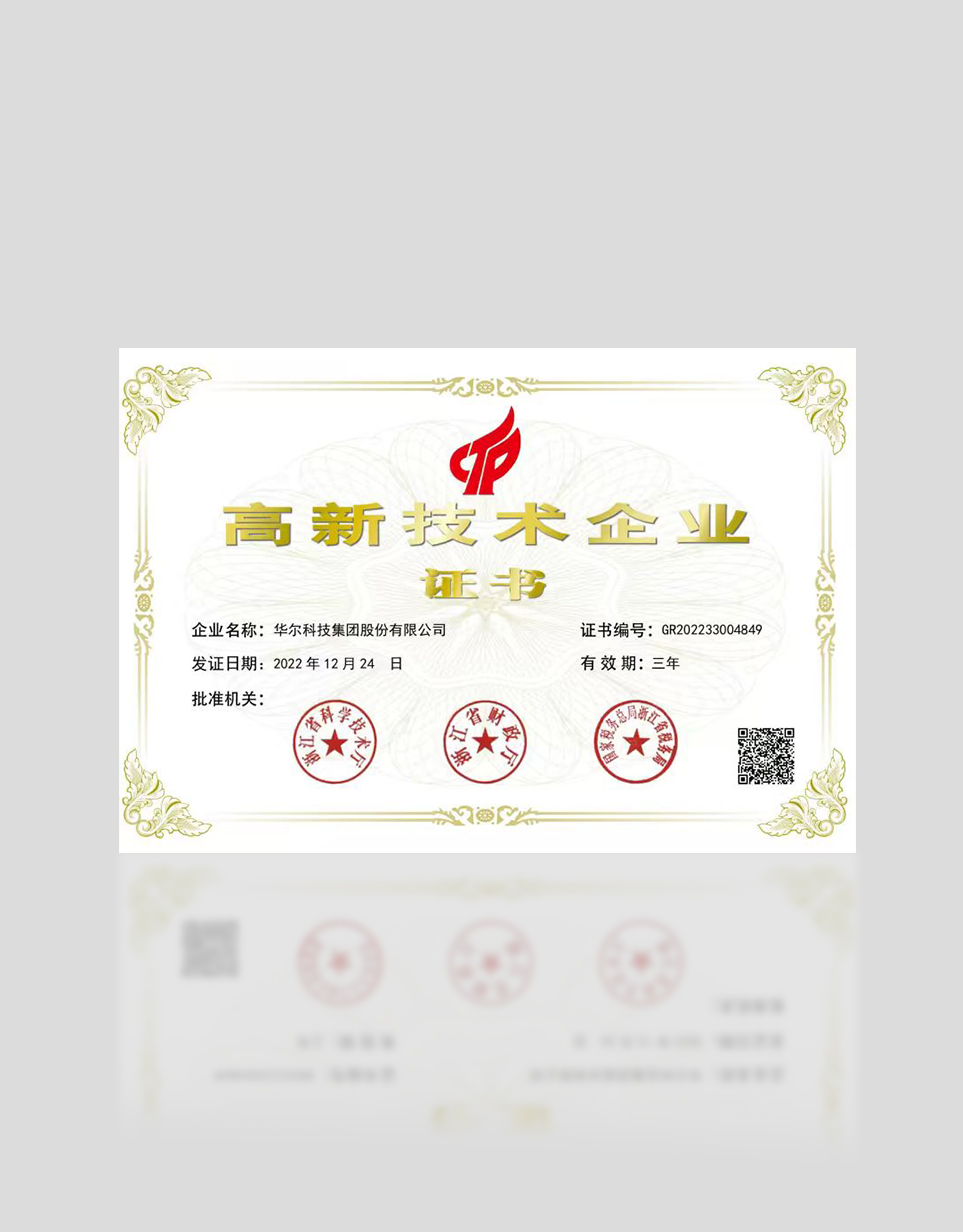 高新技术企业
证书
企业名称：华尔科技集团股份有限公司 证书编号：GR202233004849
发证日期：2022 年 12 月 24 日 有 效 期：三年
批准机关：
浙江省科学技术厅
浙江省财政厅
国家税务总局浙江省税务局